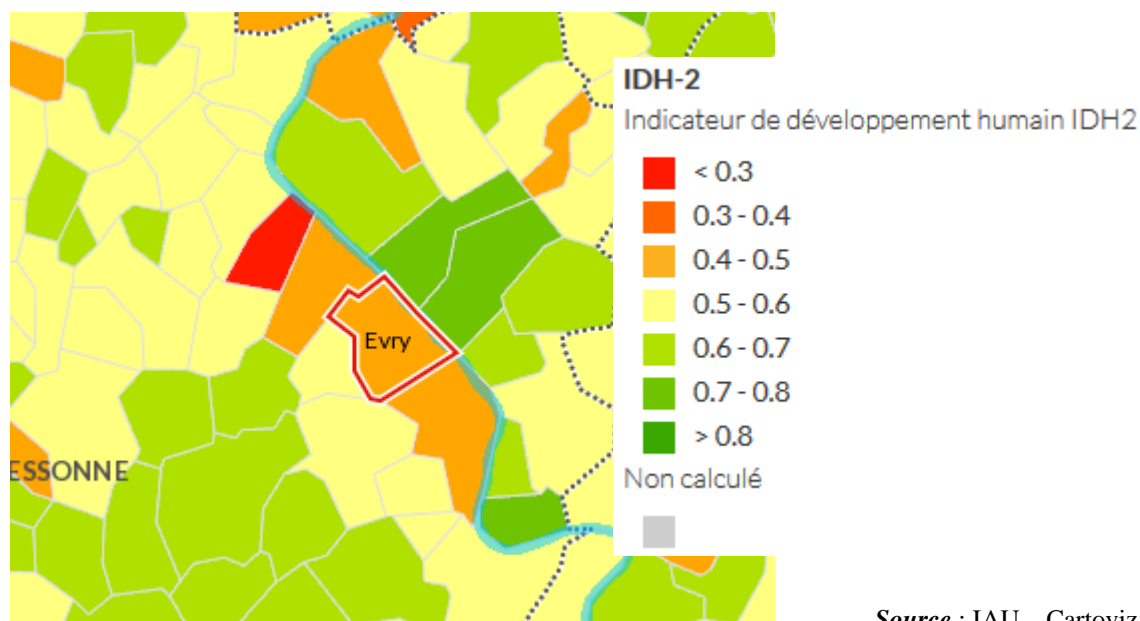 IDH-2
Indicateur de développement humain IDH2
< 0.3
0.3 - 0.4
0.4 - 0.5
0.5 - 0.6
0.6 - 0.7
0.7 - 0.8
> 0.8
Non calculé
Evry
ESSONNE
Source : IAU – Cartoviz